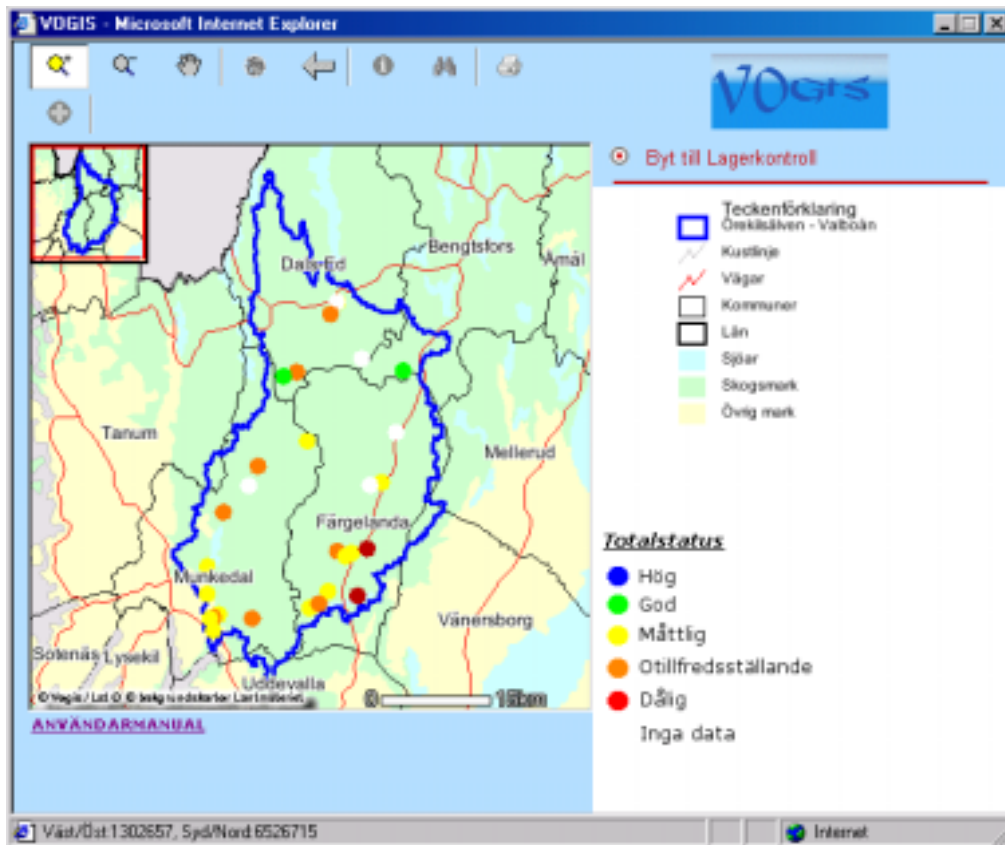 VOGIS - Microsoft Internet Explorer
VOGIS
Byt till Lagerkontroll
Teckenförklaring
Örekilsälven - Valboån
Kustlinje
Vägar
Kommuner
Län
Sjöar
Skogsmark
Övrig mark
Bengtsfors
Åmål
Dals-Ed
Tanum
Mellerud
Färgelanda
Munkedal
Vänersborg
Sotenäs
Lysekil
Uddevalla
0 15km
ANVÄNDARMANUAL
Totalstatus
Hög
God
Måttlig
Otillfredsställande
Dålig
Inga data
Väst/Öst:1302657, Syd/Nord:6526715
Internet